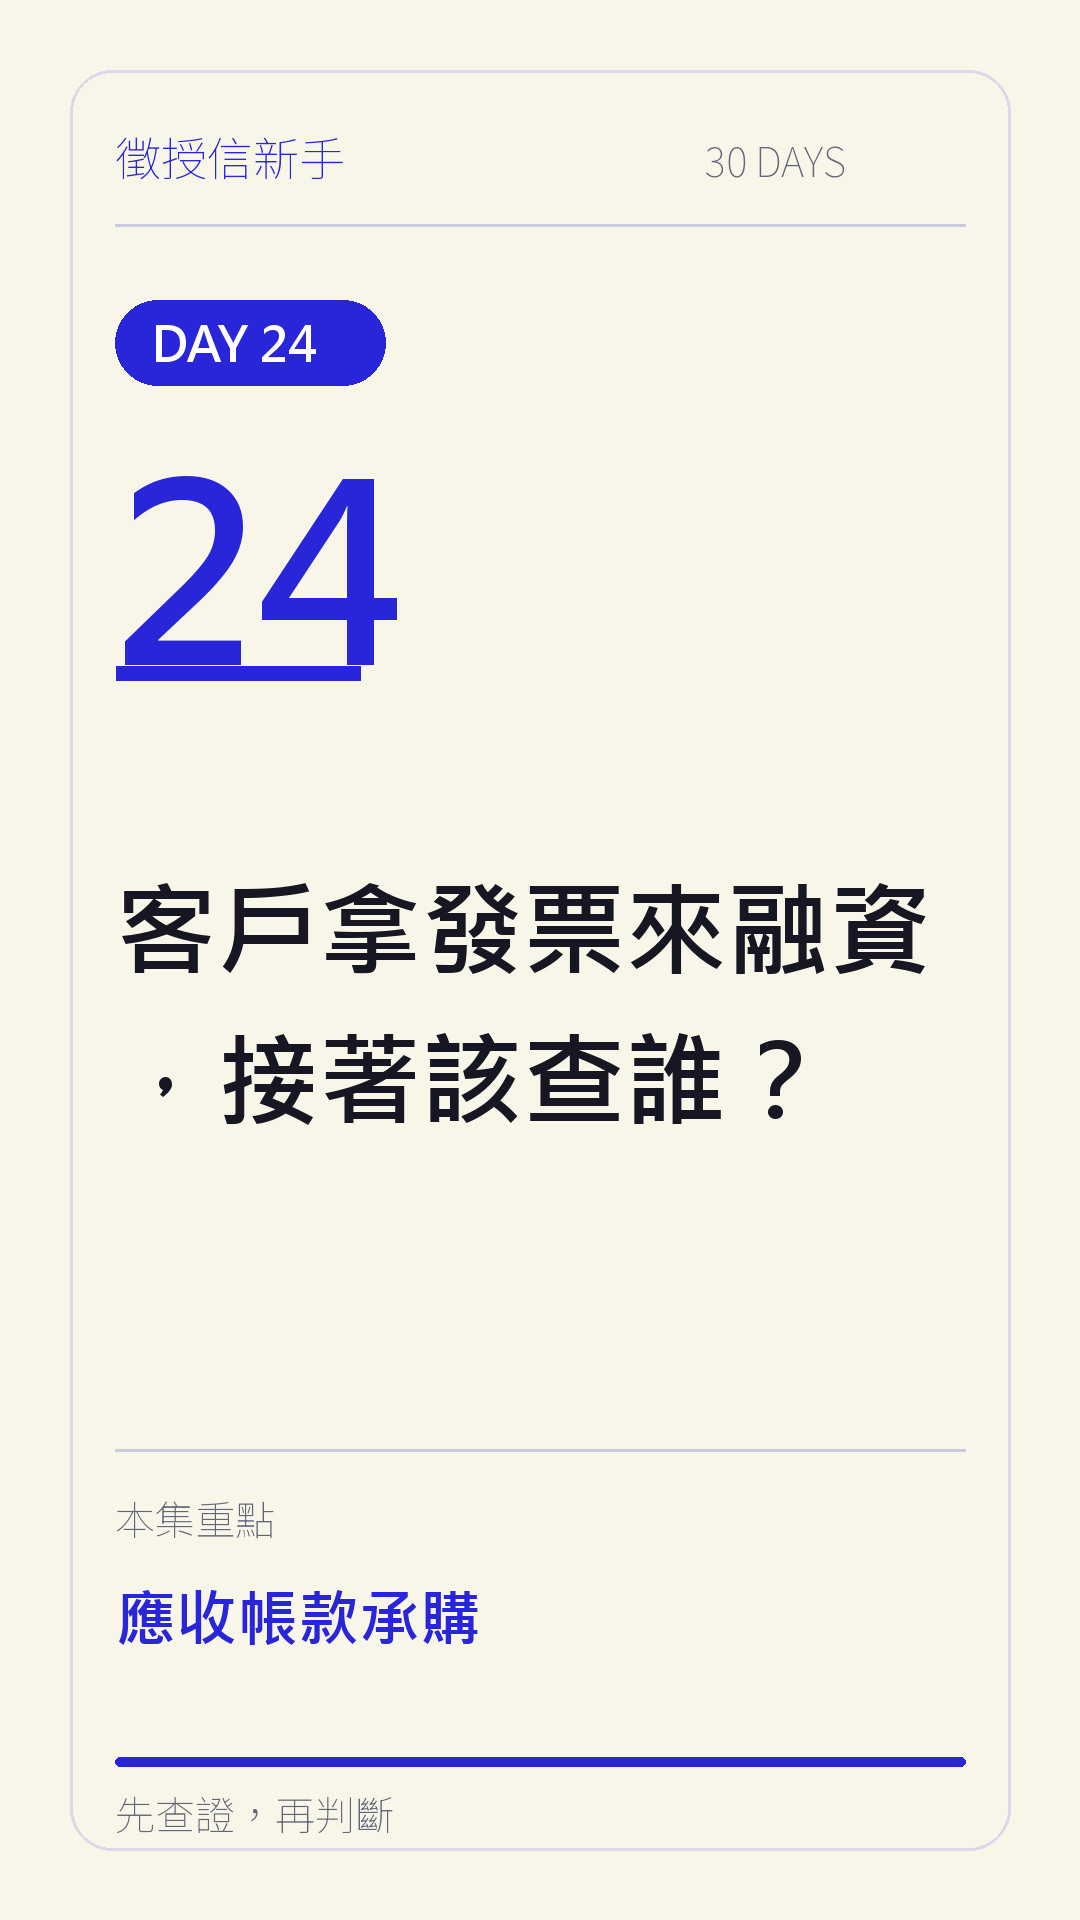 徵授信新手
30 DAYS
DAY 24
24
客戶拿發票來融資
，接著該查誰？
本集重點
應收帳款承購
先查證，再判斷